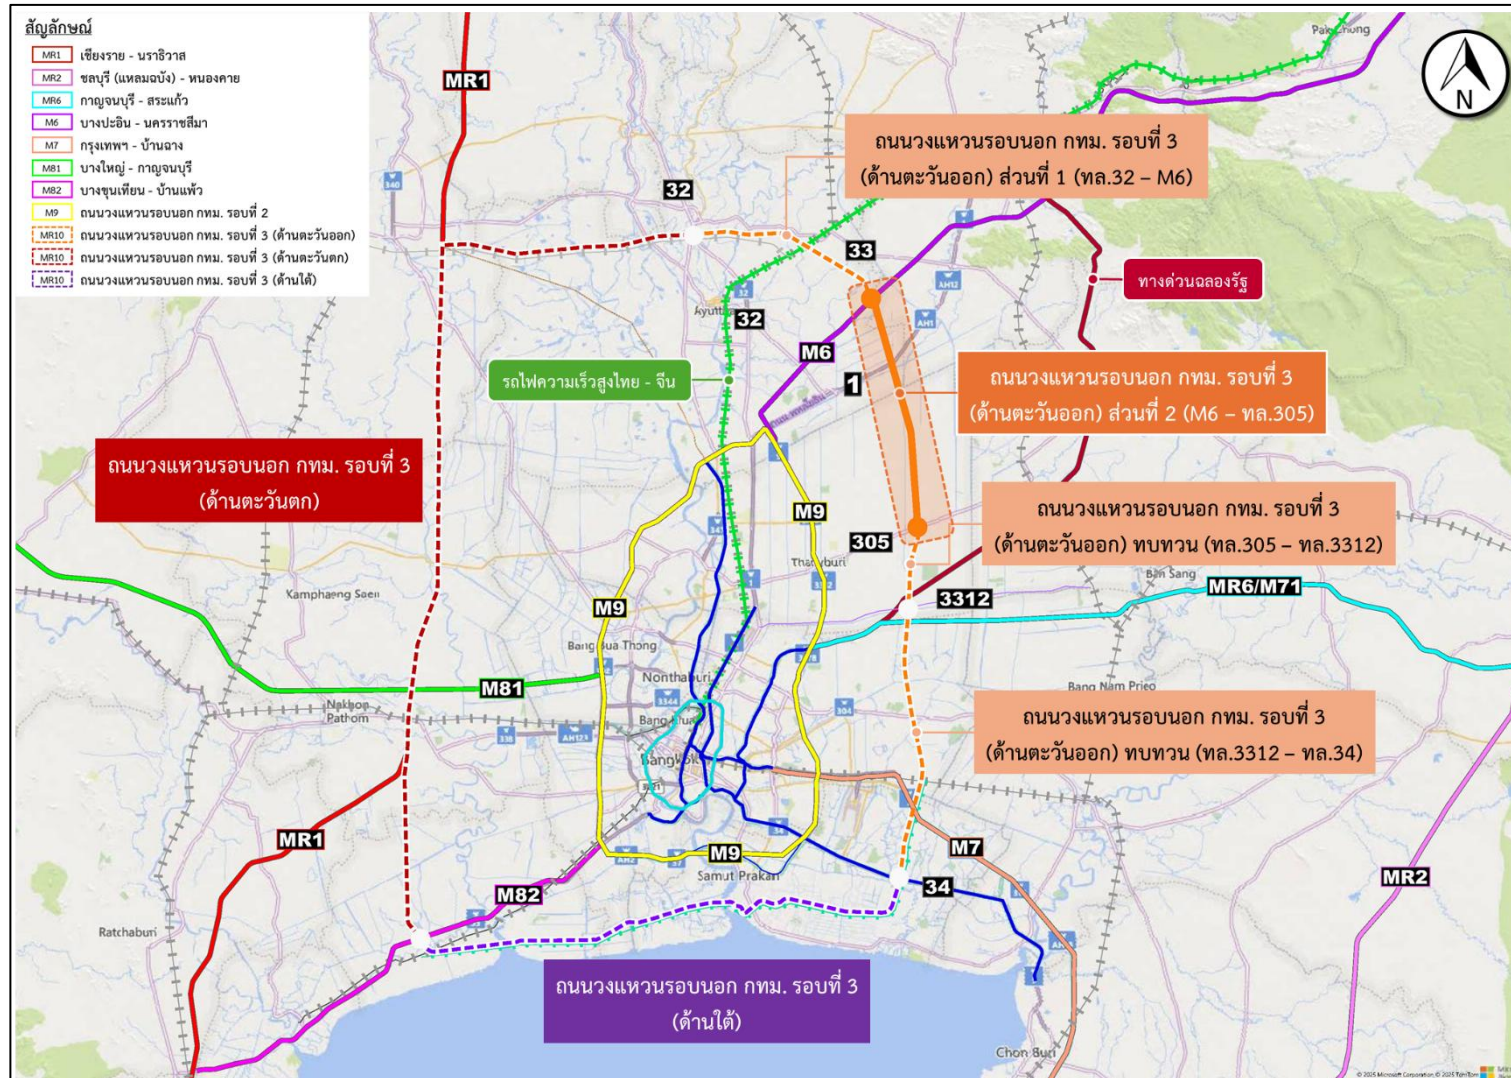 สัญลักษณ์
MR1 เชียงราย - นราธิวาส
MR2 ชลบุรี (แหลมฉบัง) - หนองคาย
MR6 กาญจนบุรี - สระแก้ว
M6 บางปะอิน - นครราชสีมา
M7 กรุงเทพฯ - บ้านฉาง
M81 บางใหญ่ - กาญจนบุรี
M82 บางขุนเทียน - บ้านแพ้ว
M9 ถนนวงแหวนรอบนอก กทม. รอบที่ 2
MR10 ถนนวงแหวนรอบนอก กทม. รอบที่ 3 (ด้านตะวันออก)
MR10 ถนนวงแหวนรอบนอก กทม. รอบที่ 3 (ด้านตะวันตก)
MR10 ถนนวงแหวนรอบนอก กทม. รอบที่ 3 (ด้านใต้)
MR1
N
ถนนวงแหวนรอบนอก กทม. รอบที่ 3
(ด้านตะวันออก) ส่วนที่ 1 (ทล.32 – M6)
340
32
33
AH12
ทางด่วนฉลองรัฐ
32
32
AH1
M6
รถไฟความเร็วสูงไทย - จีน
1
ถนนวงแหวนรอบนอก กทม. รอบที่ 3
(ด้านตะวันออก) ส่วนที่ 2 (M6 – ทล.305)
ถนนวงแหวนรอบนอก กทม. รอบที่ 3
(ด้านตะวันตก)
M9
305
ถนนวงแหวนรอบนอก กทม. รอบที่ 3
(ด้านตะวันออก) ทบทวน (ทล.305 – ทล.3312)
Kamphaeng Saen
M9
3312
MR6/M71
Bang Bua Thong
Nonthaburi
M81
Nakhon
Pathom
3344
304
Bang Nam Prieo
338
AH123
Bangkok
ถนนวงแหวนรอบนอก กทม. รอบที่ 3
(ด้านตะวันออก) ทบทวน (ทล.3312 – ทล.34)
MR1
M9
M7
AH2
Samut Prakan
M82
34
MR2
Ratchaburi
ถนนวงแหวนรอบนอก กทม. รอบที่ 3
(ด้านใต้)
Chon Buri
© 2025 Microsoft Corporation © 2025 TomTom